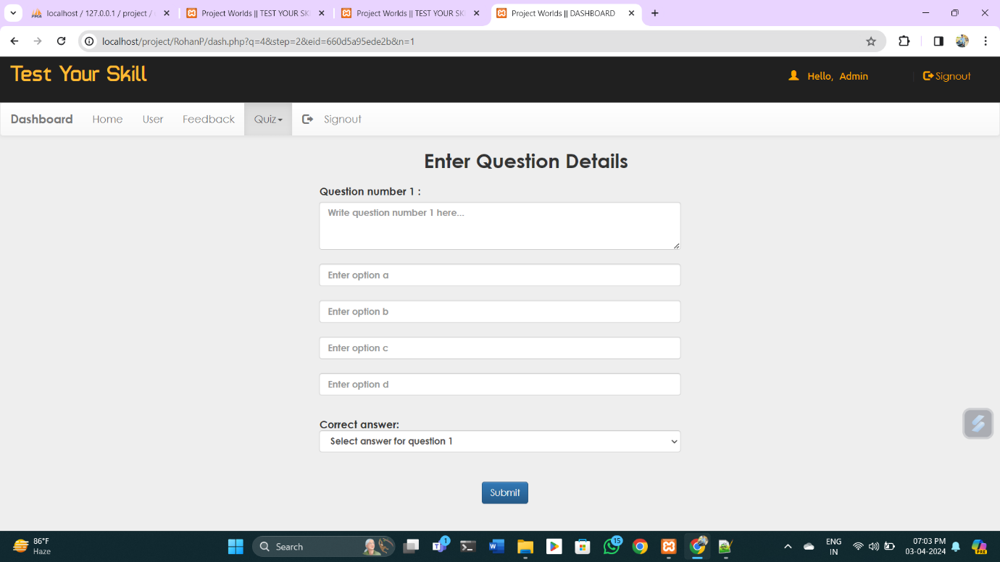 localhost / 127.0.0.1 / project /
Project Worlds || TEST YOUR SK
Project Worlds || TEST YOUR SK
Project Worlds || DASHBOARD
localhost/project/RohanP/dash.php?q=4&step=2&eid=660d5a95ede2b&n=1
Test Your Skill
Hello, Admin
Signout
Dashboard Home User Feedback Quiz Signout
Enter Question Details
Question number 1 :
Write question number 1 here...
Enter option a
Enter option b
Enter option c
Enter option d
Correct answer:
Select answer for question 1
Submit
86°F
Haze
Search
1
15
ENG
IN
07:03 PM
03-04-2024
PRE